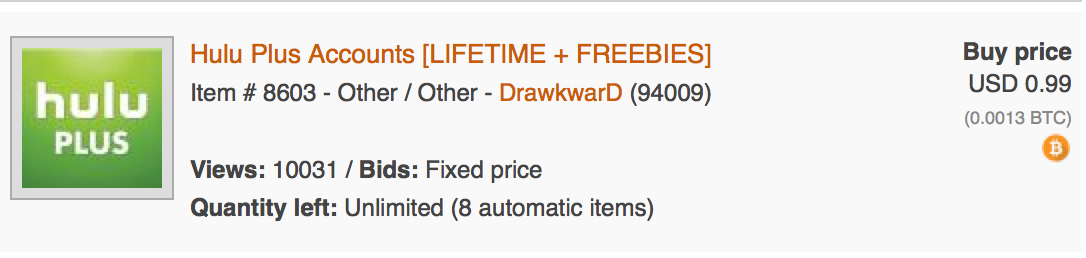 hulu
PLUS
Hulu Plus Accounts [LIFETIME + FREEBIES]
Item # 8603 - Other / Other - DrawkwarD (94009)
Views: 10031 / Bids: Fixed price
Quantity left: Unlimited (8 automatic items)
Buy price
USD 0.99
(0.0013 BTC)